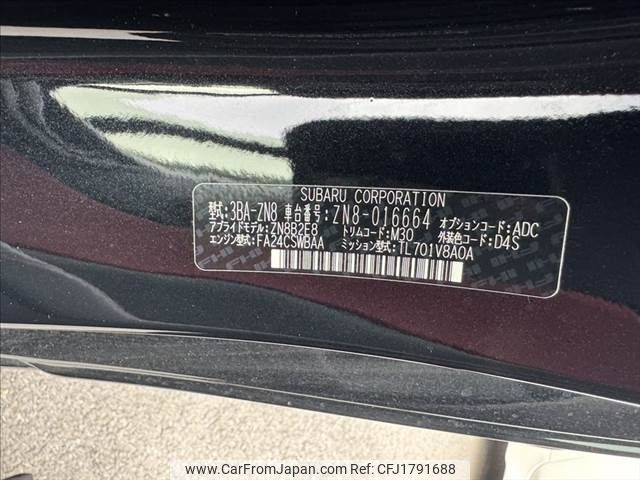 SUBARU CORPORATION
型式:3BA-ZN8 車台番号:ZN8-016664 オプションコード:ADC
アプライドモデル:ZN8B2E8 トリムコード:M30 外装色コード:D4S
エンジン型式:FA24CSWBAA ミッション型式:TL701V8AOA
www.CarFromJapan.com - Car ref no: CFJ1791688